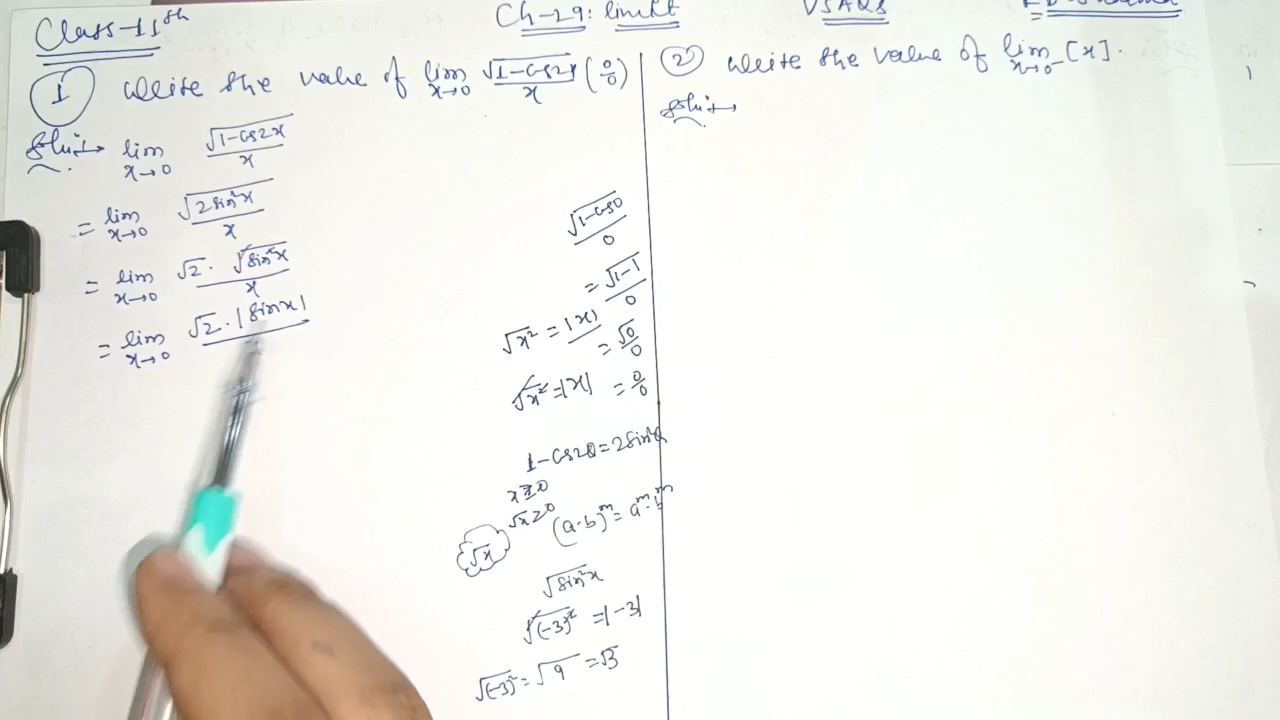 Class-11th
Ch-29: limit
VSAQs
① write the value of lim x→0 √(1-cos2x)/x (0/0)
Solu:→ lim x→0 √(1-cos2x)/x
= lim x→0 √(2sin²x)/x
= lim x→0 √2·√(sin²x)/x
= lim x→0 √2·|sinx|
√(1-cos0)/0
= √(1-1)/0
= √0/0
= 0/0
√x² = |x|
√x² = |x|
1-cos2θ=2sin²θ
x≥0
√x≥0
√x
(a·b)^m = a^m·b^m
√sin²x
√(-3)² = |-3|
√(-3)² = √9 = √3
② write the value of lim x→0⁻ [x].
Solu:→